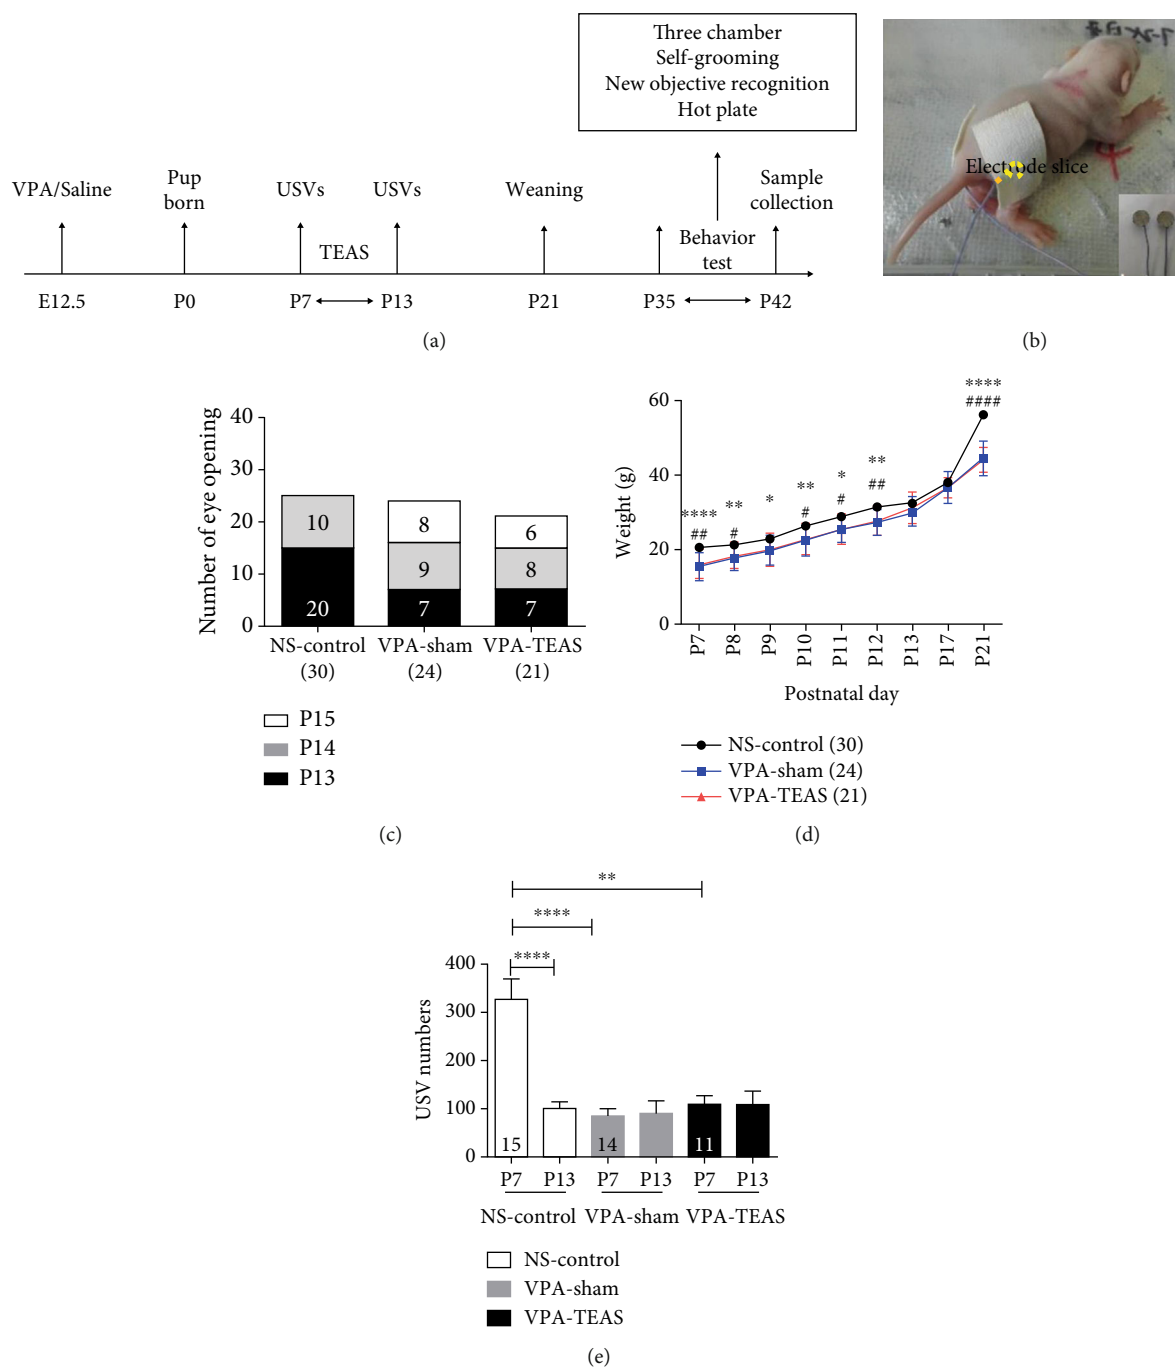 Three chamber
Self-grooming
New objective recognition
Hot plate
VPA/Saline
Pup
born
USVs
USVs
Weaning
Sample
collection
TEAS
Behavior
test
E12.5
P0
P7
P13
P21
P35
P42
(a)
Electrode slice
(b)
Number of eye opening
40
30
20
10
0
10
20
8
9
7
6
8
7
NS-control
(30)
VPA-sham
(24)
VPA-TEAS
(21)
P15
P14
P13
(c)
Weight (g)
60
40
20
0
****
##
**
#
*
**
#
*
#
**
##
****
####
P7
P8
P9
P10
P11
P12
P13
P17
P21
Postnatal day
NS-control (30)
VPA-sham (24)
VPA-TEAS (21)
(d)
**
****
****
USV numbers
400
300
200
100
0
15
14
11
P7
P13
P7
P13
P7
P13
NS-control
VPA-sham
VPA-TEAS
NS-control
VPA-sham
VPA-TEAS
(e)